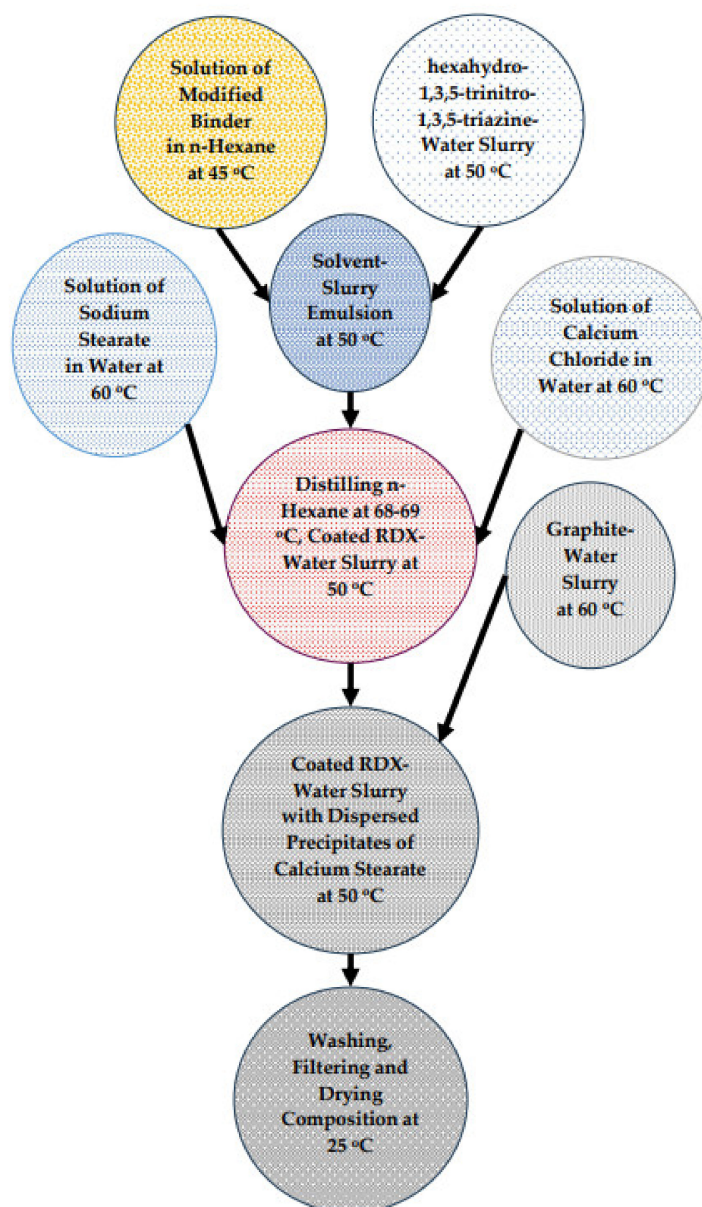 Solution of
Modified
Binder
in n-Hexane
at 45 ºC
hexahydro-
1,3,5-trinitro-
1,3,5-triazine-
Water Slurry
at 50 ºC
Solvent-
Slurry
Emulsion
at 50 ºC
Solution of
Sodium
Stearate
in Water at
60 ºC
Solution of
Calcium
Chloride in
Water at 60 ºC
Distilling n-
Hexane at 68-69
ºC, Coated RDX-
Water Slurry at
50 ºC
Graphite-
Water
Slurry
at 60 ºC
Coated RDX-
Water Slurry
with Dispersed
Precipitates of
Calcium Stearate
at 50 ºC
Washing,
Filtering and
Drying
Composition at
25 ºC